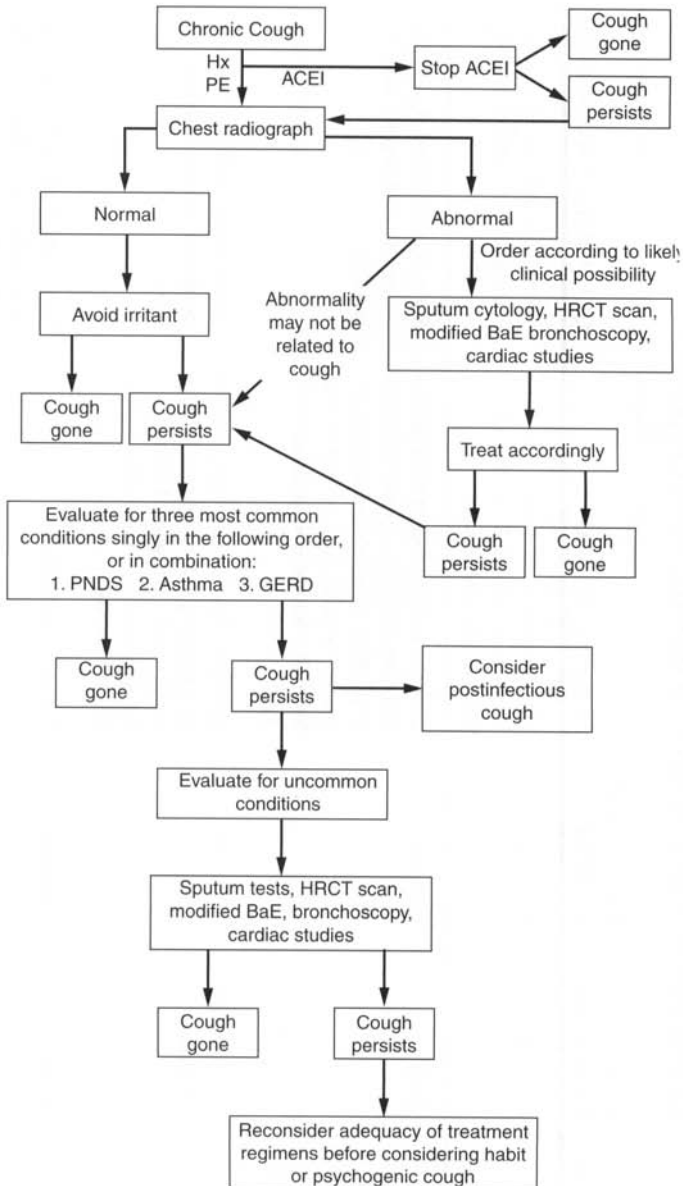 Chronic Cough
Hx
PE
ACEI
Stop ACEI
Cough
gone
Cough
persists
Chest radiograph
Normal
Abnormal
Order according to likely
clinical possibility
Avoid irritant
Abnormality
may not be
related to
cough
Sputum cytology, HRCT scan,
modified BaE bronchoscopy,
cardiac studies
Cough
gone
Cough
persists
Treat accordingly
Evaluate for three most common
conditions singly in the following order,
or in combination:
1. PNDS 2. Asthma 3. GERD
Cough
persists
Cough
gone
Cough
gone
Cough
persists
Consider
postinfectious
cough
Evaluate for uncommon
conditions
Sputum tests, HRCT scan,
modified BaE, bronchoscopy,
cardiac studies
Cough
gone
Cough
persists
Reconsider adequacy of treatment
regimens before considering habit
or psychogenic cough